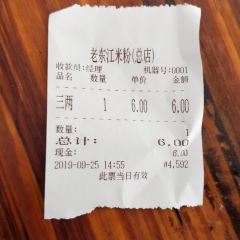 老东江米粉(总店)
收款员:经理 机器号:0001
品名 数量 单价 金额
三两 1 6.00 6.00
数量: 1
总计: 6.00
现金: 6.00
2019-09-25 14:55 #4,592
此票当日有效